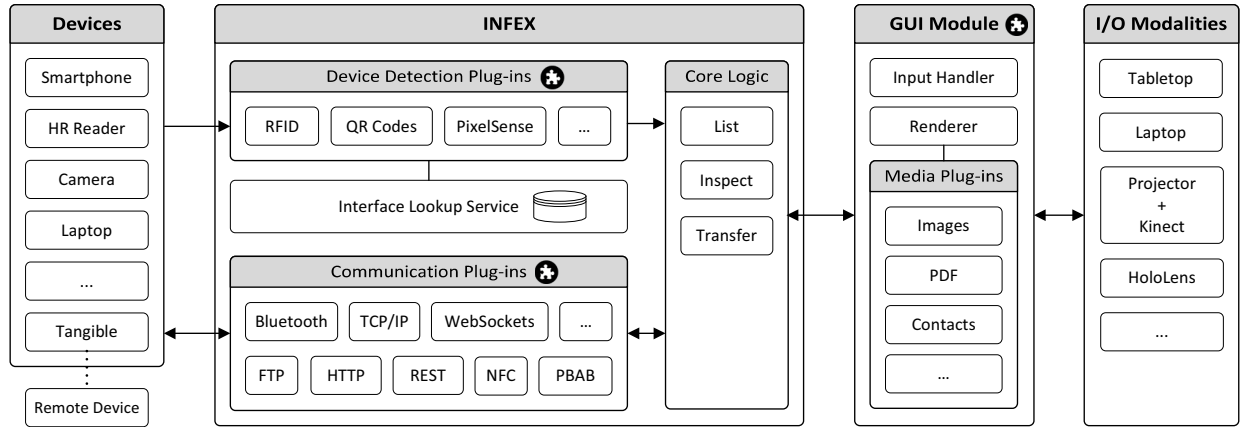 Devices
Smartphone
HR Reader
Camera
Laptop
...
Tangible
Remote Device
INFEX
Device Detection Plug-ins
RFID
QR Codes
PixelSense
...
Interface Lookup Service
Communication Plug-ins
Bluetooth
TCP/IP
WebSockets
...
FTP
HTTP
REST
NFC
PBAB
Core Logic
List
Inspect
Transfer
GUI Module
Input Handler
Renderer
Media Plug-ins
Images
PDF
Contacts
...
I/O Modalities
Tabletop
Laptop
Projector
+
Kinect
HoloLens
...